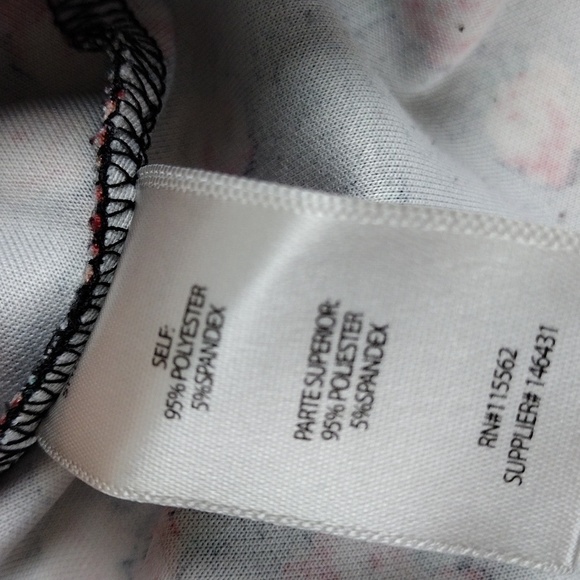 SELF:
95% POLYESTER
5%SPANDEX
PARTE SUPERIOR:
95% POLIESTER
5%SPANDEX
RN#115562
SUPPLIER# 146431